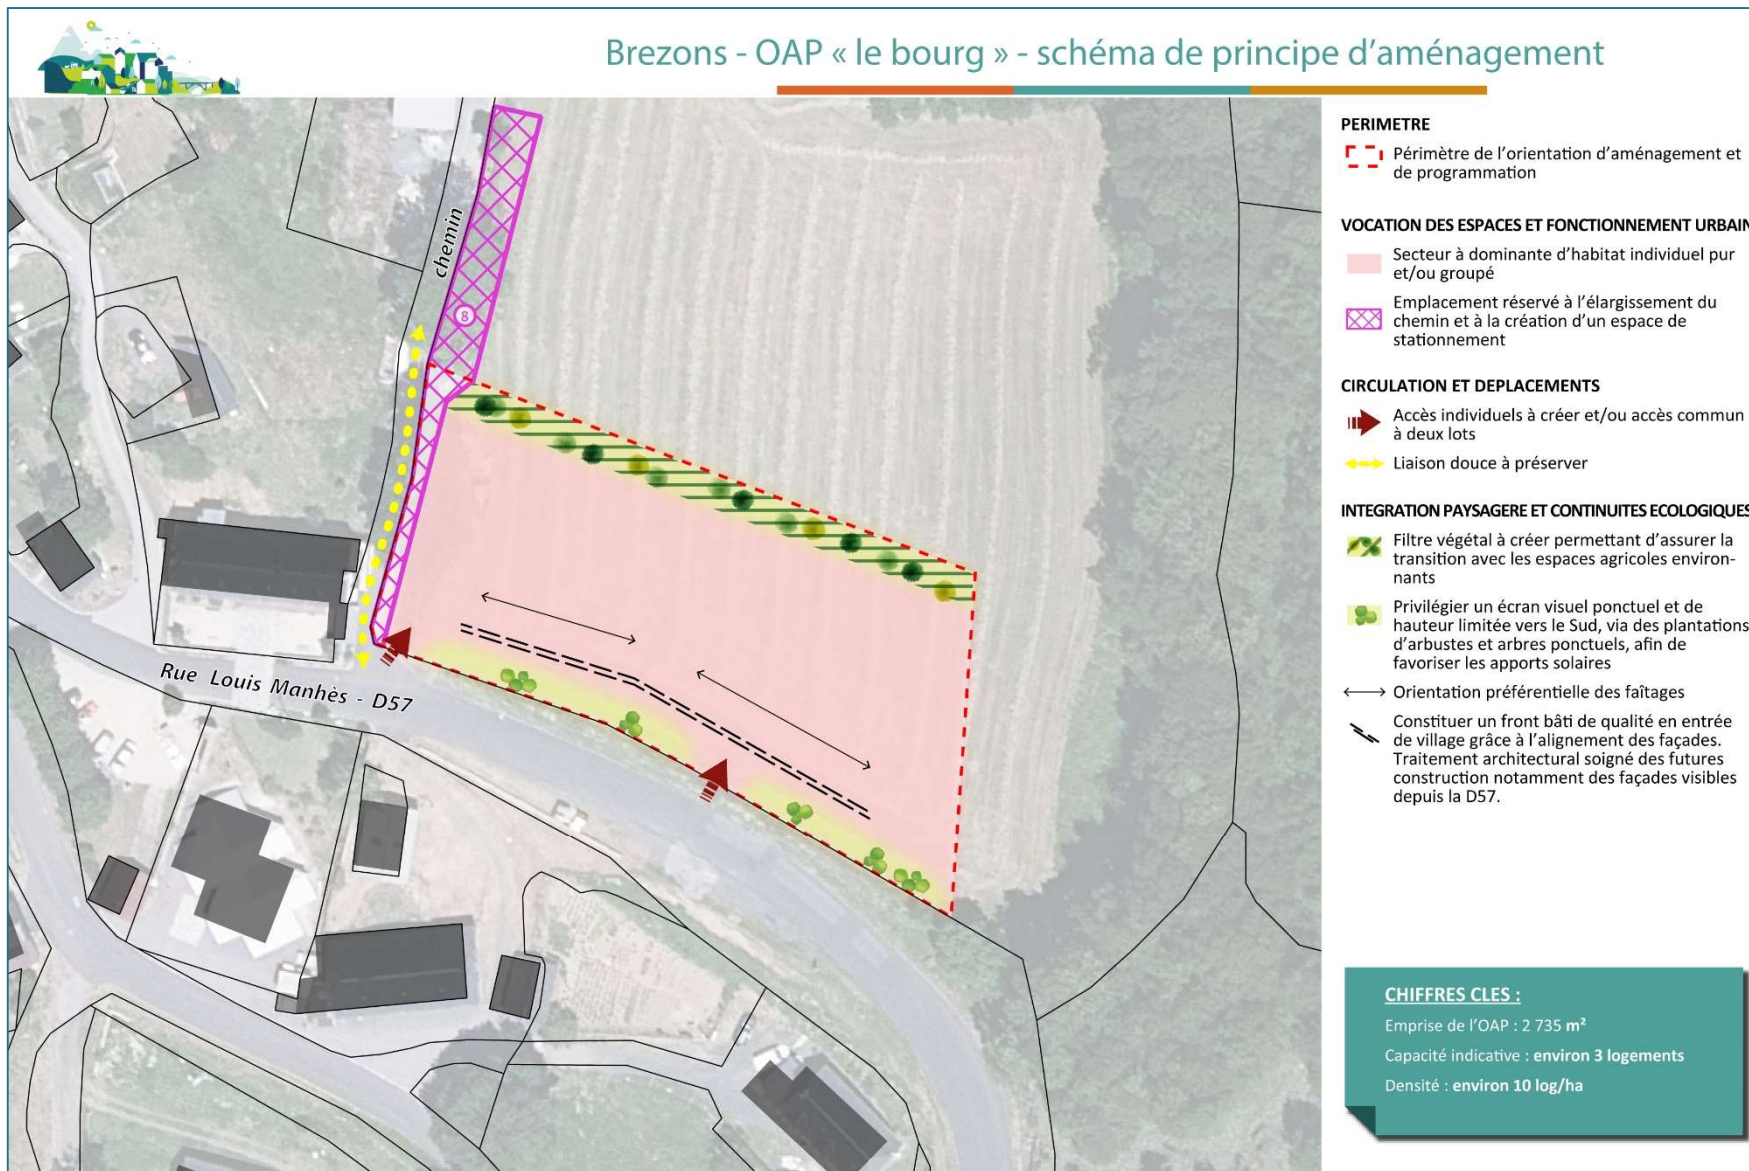 Brezons - OAP « le bourg » - schéma de principe d’aménagement
chemin
8
Rue Louis Manhès - D57
PERIMETRE
Périmètre de l’orientation d’aménagement et
de programmation
VOCATION DES ESPACES ET FONCTIONNEMENT URBAIN
Secteur à dominante d’habitat individuel pur
et/ou groupé
Emplacement réservé à l’élargissement du
chemin et à la création d’un espace de
stationnement
CIRCULATION ET DEPLACEMENTS
Accès individuels à créer et/ou accès commun
à deux lots
Liaison douce à préserver
INTEGRATION PAYSAGERE ET CONTINUITES ECOLOGIQUES
Filtre végétal à créer permettant d’assurer la
transition avec les espaces agricoles environ-
nants
Privilégier un écran visuel ponctuel et de
hauteur limitée vers le Sud, via des plantations
d’arbustes et arbres ponctuels, afin de
favoriser les apports solaires
Orientation préférentielle des faîtages
Constituer un front bâti de qualité en entrée
de village grâce à l’alignement des façades.
Traitement architectural soigné des futures
construction notamment des façades visibles
depuis la D57.
CHIFFRES CLES :
Emprise de l’OAP : 2 735 m²
Capacité indicative : environ 3 logements
Densité : environ 10 log/ha